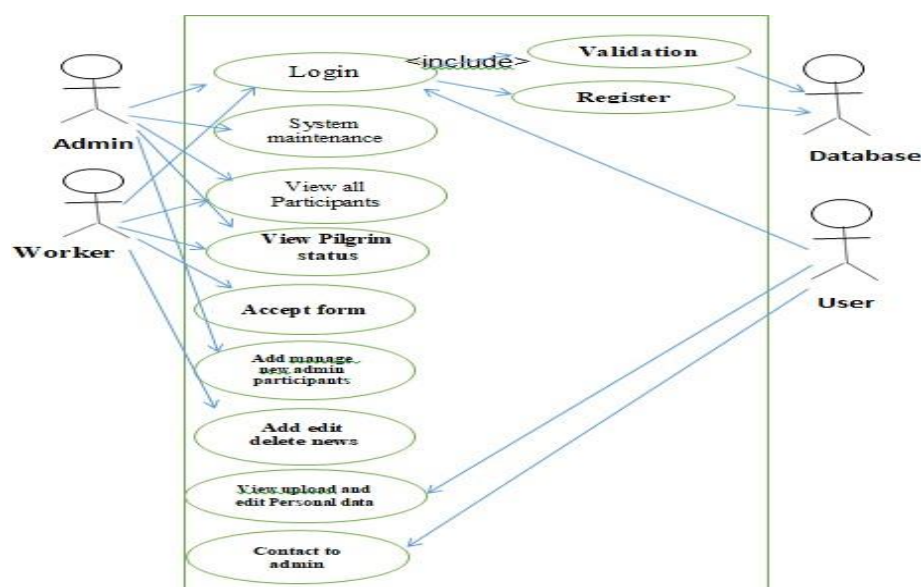 Login
<include>
Validation
Register
Admin
System
maintenance
Database
View all
Participants
Worker
View Pilgrim
status
User
Accept form
Add manage
new admin
participants
Add edit
delete news
View upload and
edit Personal data
Contact to
admin